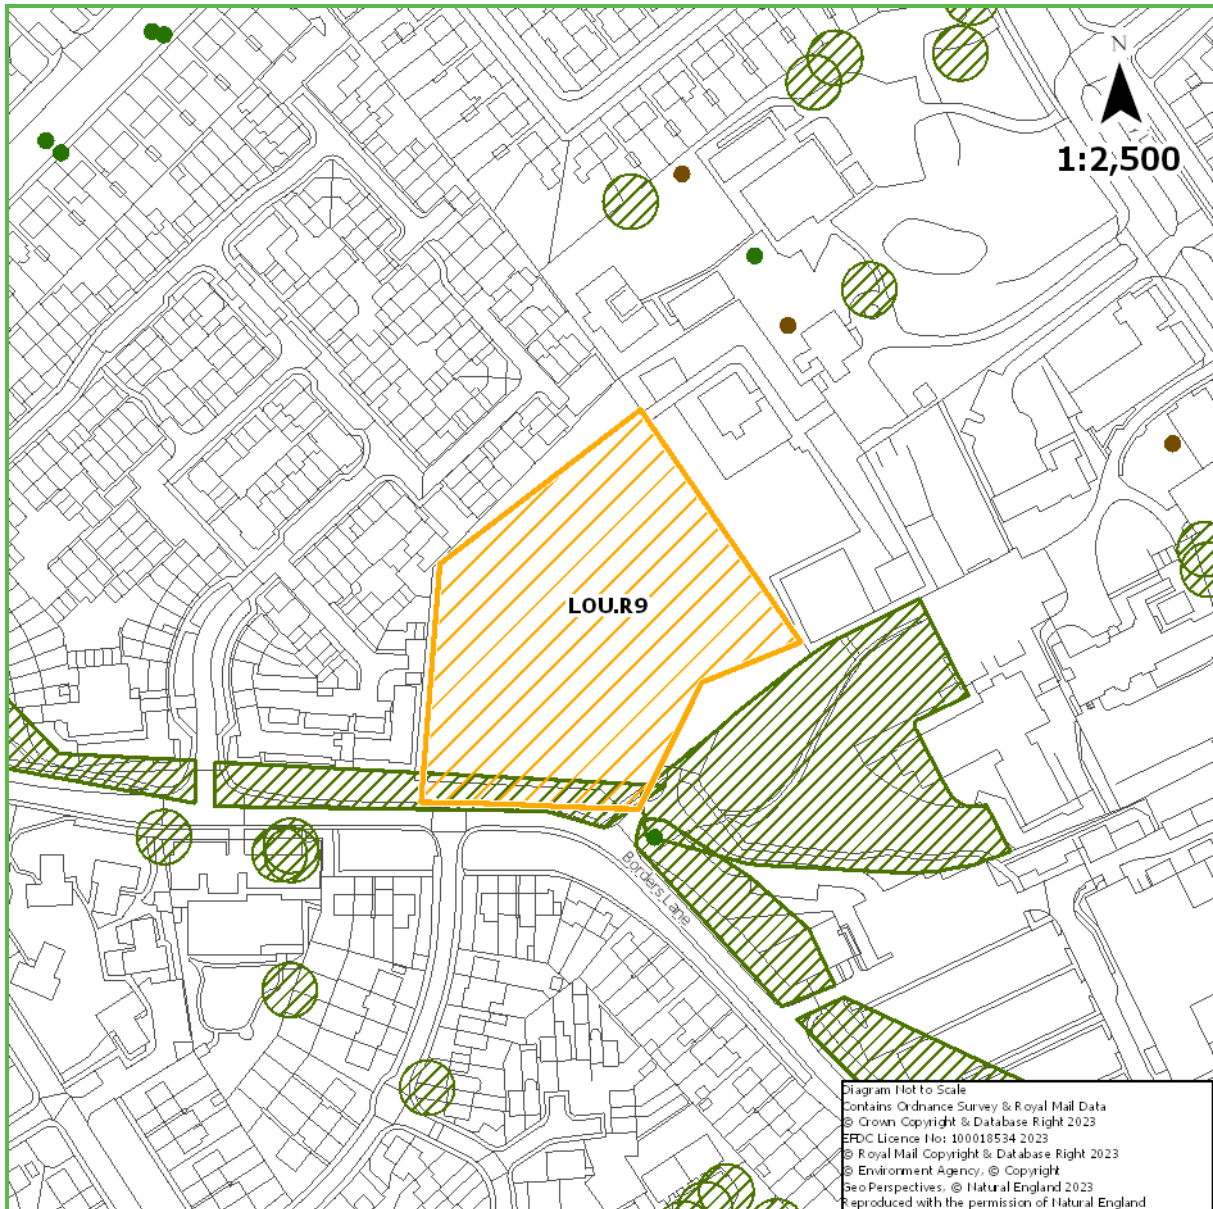 N
1:2,500
LOU.R9
Borders Lane
Diagram Not to Scale
Contains Ordnance Survey & Royal Mail Data
© Crown Copyright & Database Right 2023
EFDC Licence No: 100018534 2023
© Royal Mail Copyright & Database Right 2023
© Environment Agency, © Copyright
Geo Perspectives, © Natural England 2023
Reproduced with the permission of Natural England